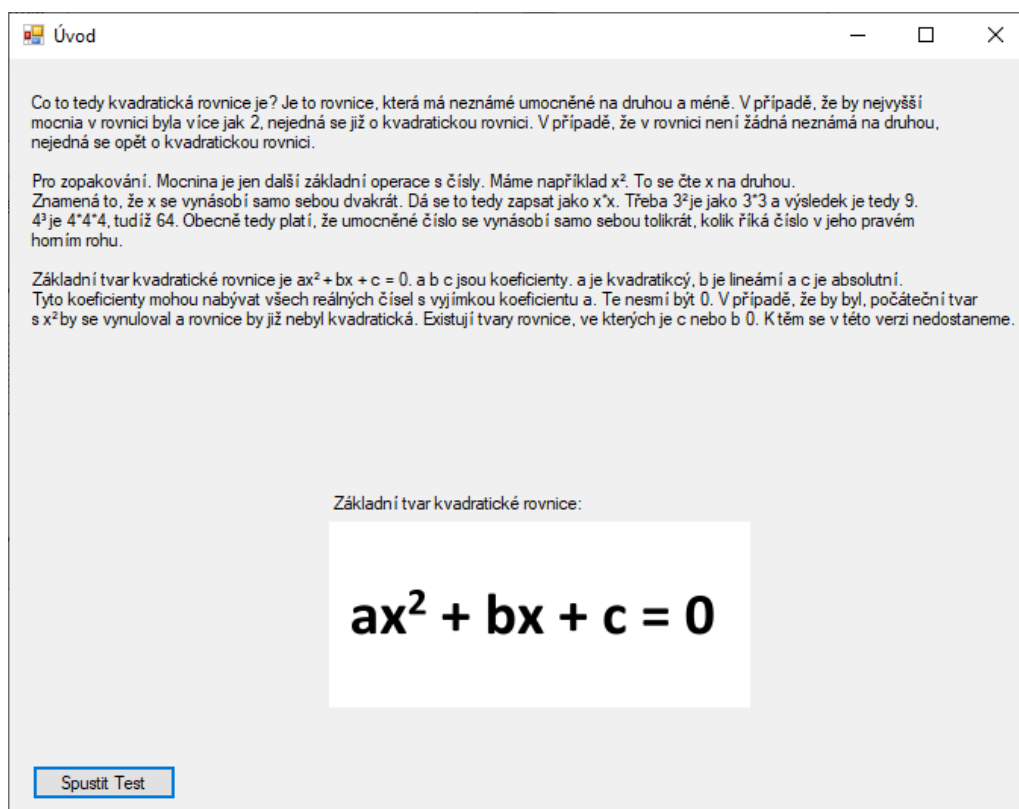 Úvod
Co to tedy kvadratická rovnice je? Je to rovnice, která má neznámé umocněné na druhou a méně. V případě, že by nejvyšší
mocnia v rovnici byla více jak 2, nejedná se již o kvadratickou rovnici. V případě, že v rovnici není žádná neznámá na druhou,
nejedná se opět o kvadratickou rovnici.
Pro zopakování. Mocnina je jen další základní operace s čísly. Máme například x². To se čte x na druhou.
Znamená to, že x se vynásobí samo sebou dvakrát. Dá se to tedy zapsat jako x*x. Třeba 3² je jako 3*3 a výsledek je tedy 9.
4³ je 4*4*4, tudíž 64. Obecně tedy platí, že umocněné číslo se vynásobí samo sebou tolikrát, kolik říká číslo v jeho pravém
horním rohu.
Základní tvar kvadratické rovnice je ax² + bx + c = 0. a b c jsou koeficienty. a je kvadratikcý, b je lineární a c je absolutní.
Tyto koeficienty mohou nabývat všech reálných čísel s vyjímkou koeficientu a. Te nesmí být 0. V případě, že by byl, počáteční tvar
s x² by se vynuloval a rovnice by již nebyl kvadratická. Existují tvary rovnice, ve kterých je c nebo b 0. K těm se v této verzi nedostaneme.
Základní tvar kvadratické rovnice:
ax² + bx + c = 0
Spustit Test